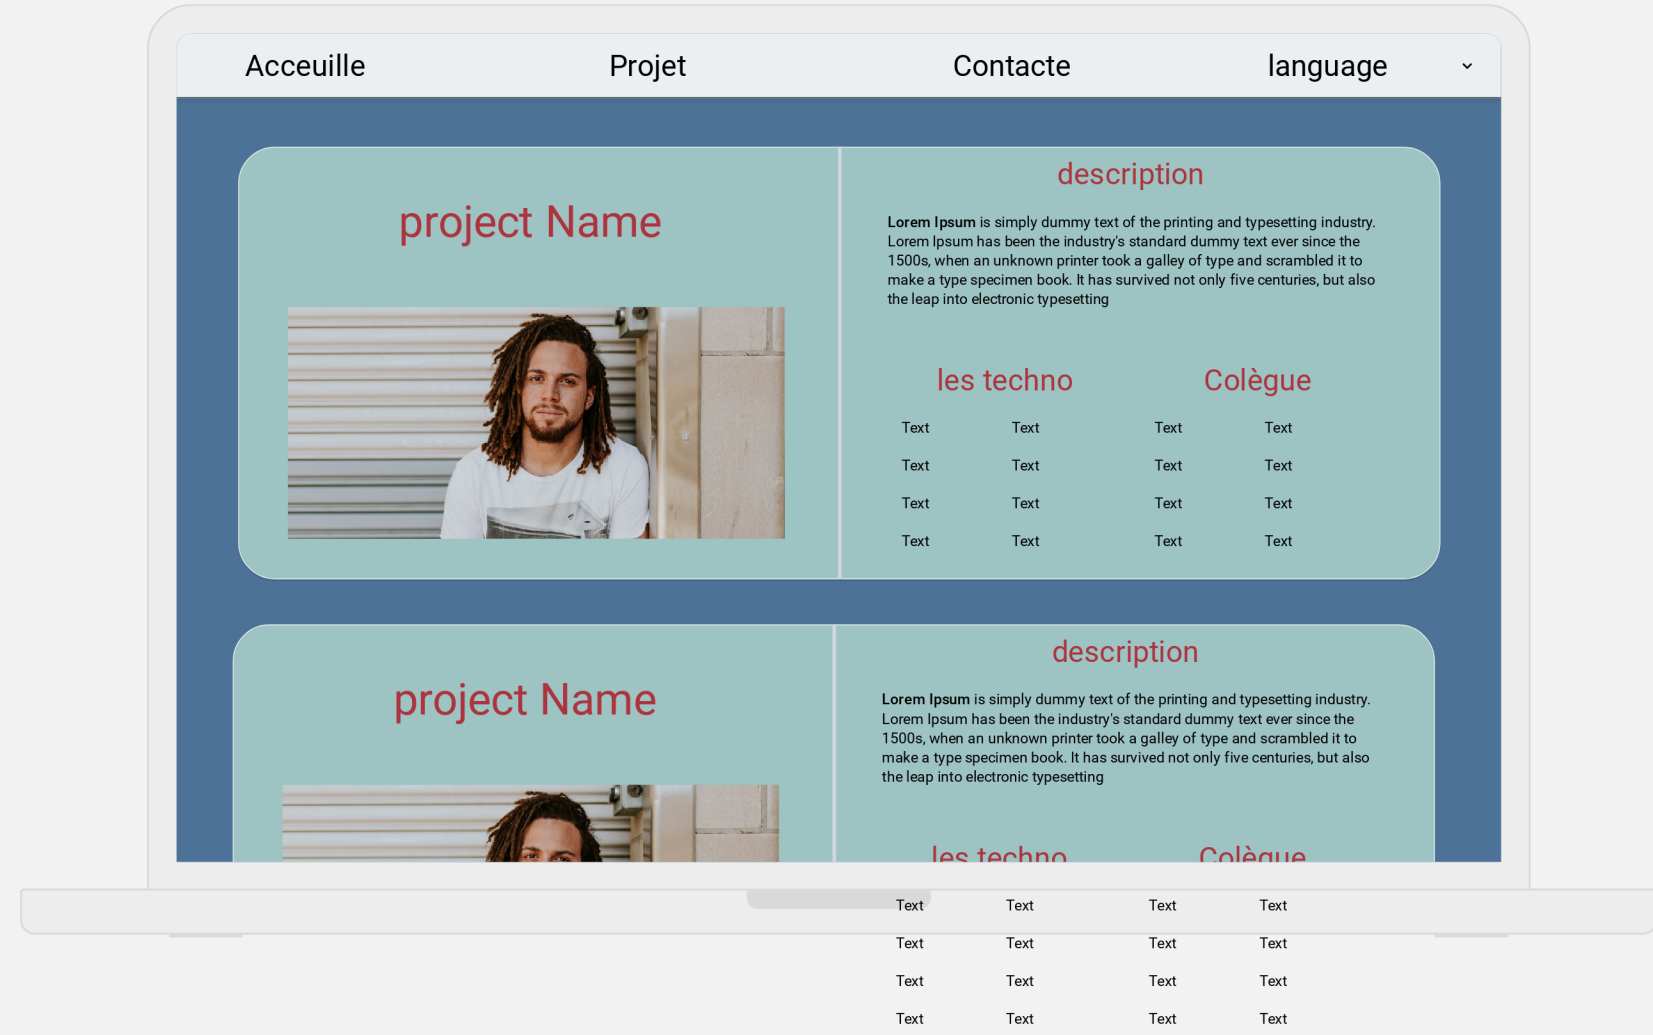 Acceuille Projet Contacte language
project Name
description
Lorem Ipsum is simply dummy text of the printing and typesetting industry.
Lorem Ipsum has been the industry's standard dummy text ever since the
1500s, when an unknown printer took a galley of type and scrambled it to
make a type specimen book. It has survived not only five centuries, but also
the leap into electronic typesetting
les techno Colègue
Text Text Text Text
Text Text Text Text
Text Text Text Text
Text Text Text Text
project Name
description
Lorem Ipsum is simply dummy text of the printing and typesetting industry.
Lorem Ipsum has been the industry's standard dummy text ever since the
1500s, when an unknown printer took a galley of type and scrambled it to
make a type specimen book. It has survived not only five centuries, but also
the leap into electronic typesetting
les techno Colègue
Text Text Text Text
Text Text Text Text
Text Text Text Text
Text Text Text Text